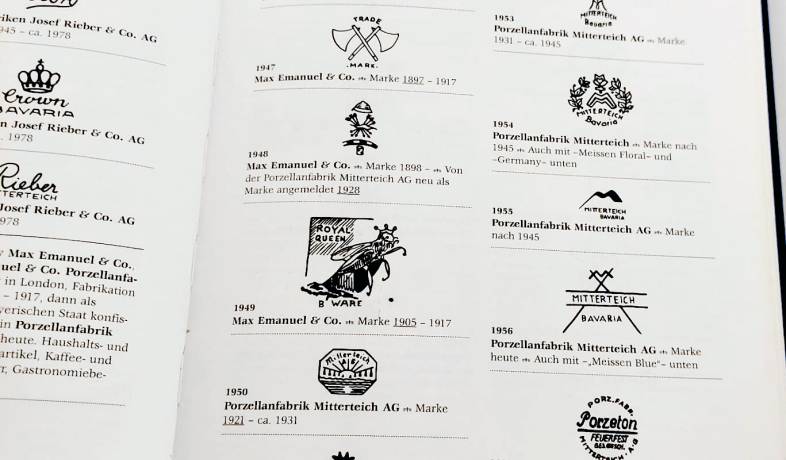 riken Josef Rieber & Co. AG
945 – ca. 1978
Crown
BAVARIA
en Josef Rieber & Co. AG
. 1978
Rieber
TTERTEICH
Josef Rieber & Co. AG
978
Max Emanuel & Co.,
uel & Co. Porzellanfa-
t in London, Fabrikation
– 1917, dann als
yerischen Staat konfis-
in Porzellanfabrik
heute. Haushalts- und
artikel, Kaffee- und
r, Gastronomiebe-
TRADE
MARK
1947
Max Emanuel & Co. Marke 1897 – 1917
1948
Max Emanuel & Co. Marke 1898 – Von
der Porzellanfabrik Mitterteich AG neu als
Marke angemeldet 1928
ROYAL
QUEEN
B WARE
1949
Max Emanuel & Co. Marke 1905 – 1917
Mitterteich
1950
Porzellanfabrik Mitterteich AG Marke
1921 – ca. 1931
MITTERTEICH
Bavaria
1953
Porzellanfabrik Mitterteich AG Marke
1931 – ca. 1945
MITTERTEICH
Bavaria
1954
Porzellanfabrik Mitterteich AG Marke nach
1945 Auch mit –Meissen Floral– und
–Germany– unten
MITTERTEICH
BAVARIA
1955
Porzellanfabrik Mitterteich AG Marke
nach 1945
MITTERTEICH
BAVARIA
1956
Porzellanfabrik Mitterteich AG Marke
heute Auch mit –„Meissen Blue“– unten
PORZ.FABR.
Porzeton
FEUERFEST
GES.GESCH.
MITTERTEICH A-G